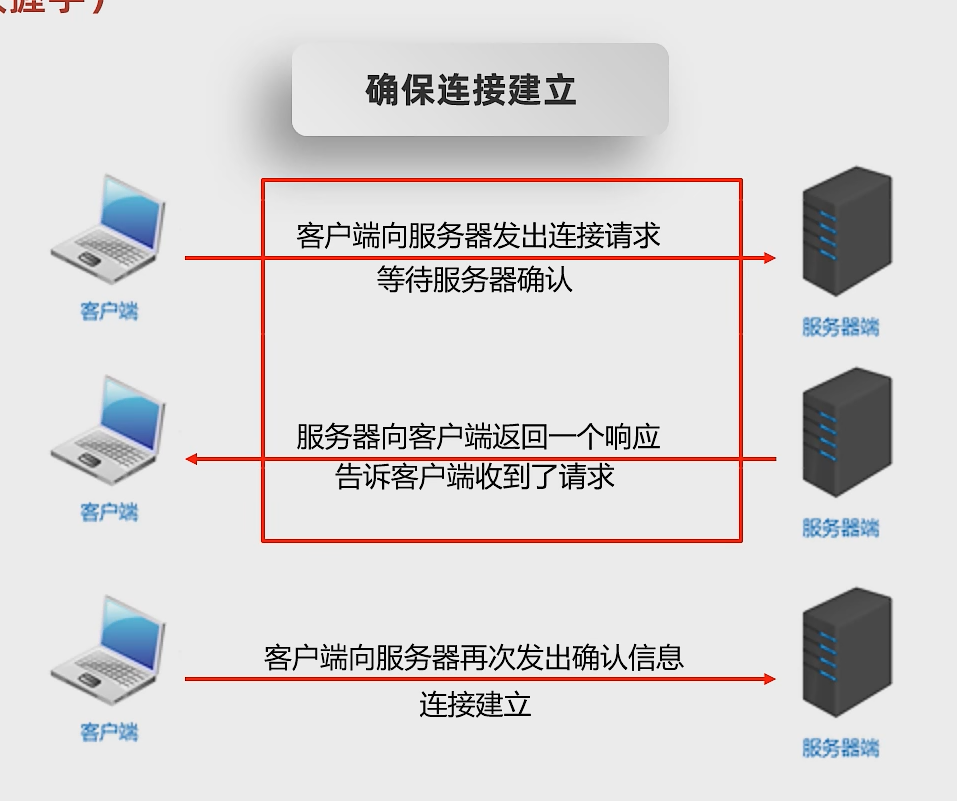 握手）
确保连接建立
客户端向服务器发出连接请求
等待服务器确认
客户端
服务器端
服务器向客户端返回一个响应
告诉客户端收到了请求
客户端
服务器端
客户端向服务器再次发出确认信息
连接建立
客户端
服务器端